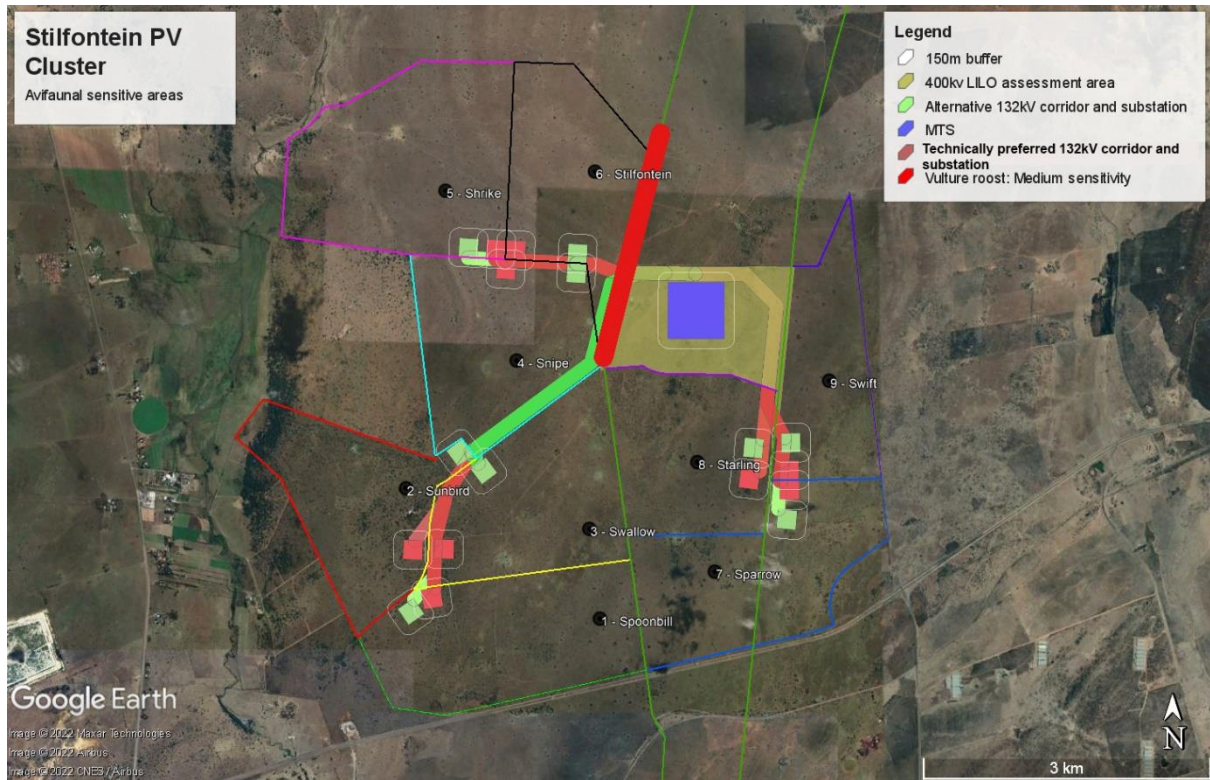 Stilfontein PV
Cluster
Avifaunal sensitive areas
Legend
150m buffer
400kv LILO assessment area
Alternative 132kV corridor and substation
MTS
Technically preferred 132kV corridor and
substation
Vulture roost: Medium sensitivity
6 - Stilfontein
5 - Shrike
4 - Snipe
9 - Swift
8 - Starling
2 - Sunbird
3 - Swallow
7 - Sparrow
1 - Spoonbill
Google Earth
Image © 2022 Maxar Technologies
Image © 2022 Airbus
Image © 2022 CNES / Airbus
N
3 km